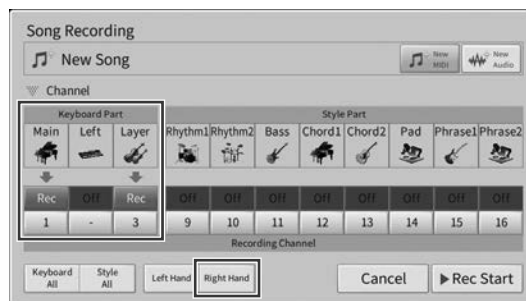 Song Recording
New Song
New MIDI
New Audio
Channel
Keyboard Part Style Part
Main Left Layer Rhythm1 Rhythm2 Bass Chord1 Chord2 Pad Phrase1 Phrase2
Rec Off Rec Off Off Off Off Off Off Off Off
1 - 3 9 10 11 12 13 14 15 16
Recording Channel
Keyboard All
Style All
Left Hand Right Hand Cancel ▶Rec Start